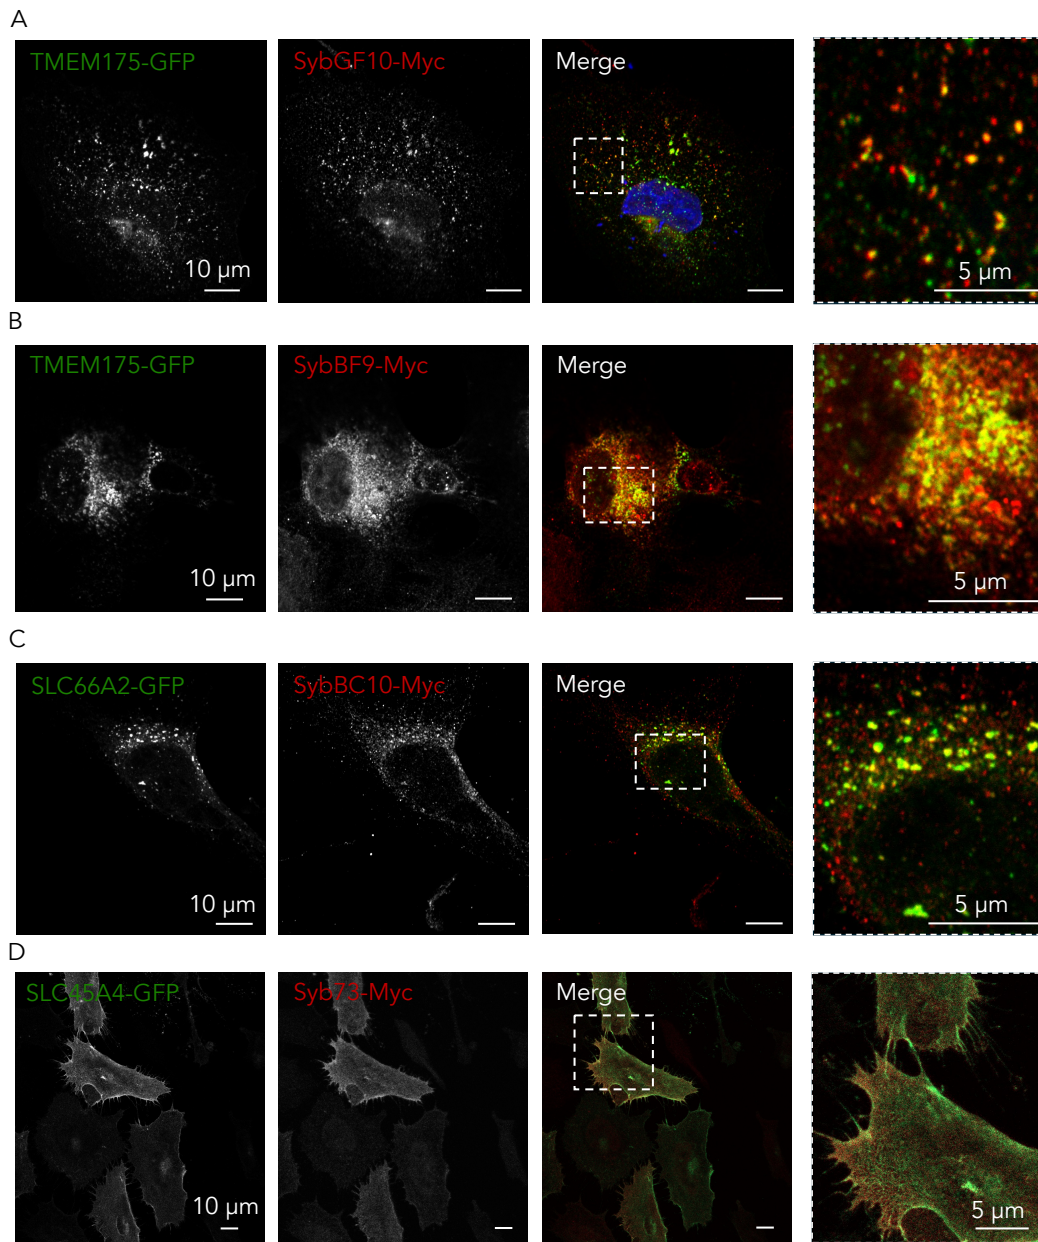 A
TMEM175-GFP
SybGF10-Myc
Merge
10 µm
5 µm
B
TMEM175-GFP
SybBF9-Myc
Merge
10 µm
5 µm
C
SLC66A2-GFP
SybBC10-Myc
Merge
10 µm
5 µm
D
SLC45A4-GFP
Syb73-Myc
Merge
10 µm
5 µm